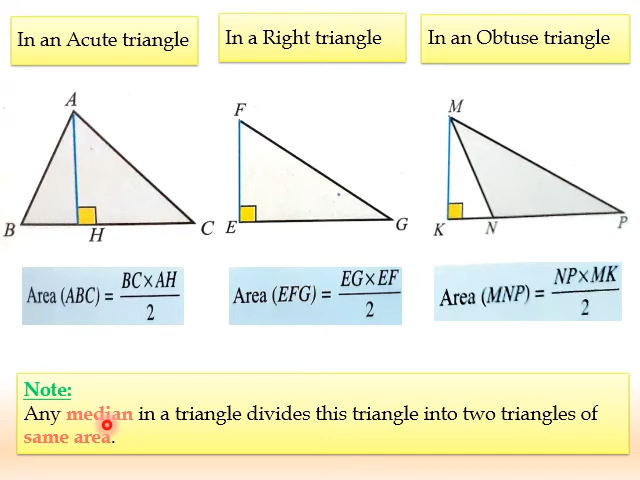 In an Acute triangle
In a Right triangle
In an Obtuse triangle
A
B
H
C
F
E
G
M
K
N
P
Area (ABC) = BC×AH / 2
Area (EFG) = EG×EF / 2
Area (MNP) = NP×MK / 2
Note:
Any median in a triangle divides this triangle into two triangles of
same area.